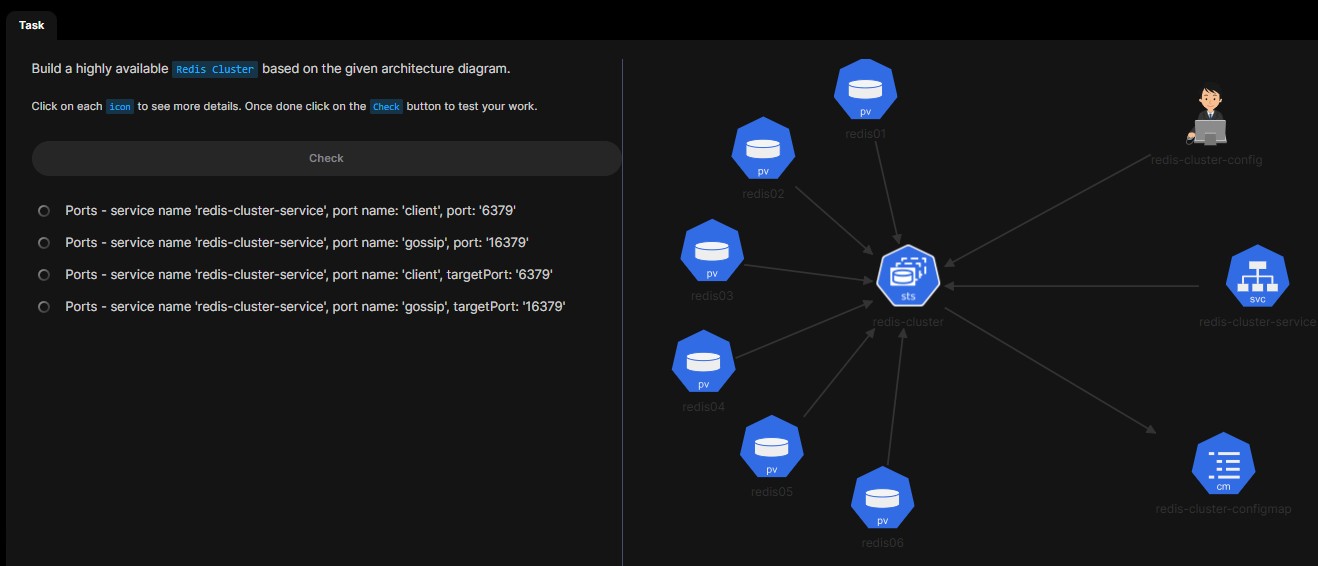 Task
Build a highly available Redis Cluster based on the given architecture diagram.
Click on each icon to see more details. Once done click on the Check button to test your work.
Check
Ports - service name 'redis-cluster-service', port name: 'client', port: '6379'
Ports - service name 'redis-cluster-service', port name: 'gossip', port: '16379'
Ports - service name 'redis-cluster-service', port name: 'client', targetPort: '6379'
Ports - service name 'redis-cluster-service', port name: 'gossip', targetPort: '16379'
pv
redis01
pv
redis02
redis-cluster-config
pv
redis03
sts
redis-cluster
svc
redis-cluster-service
pv
redis04
pv
redis05
cm
redis-cluster-configmap
pv
redis06